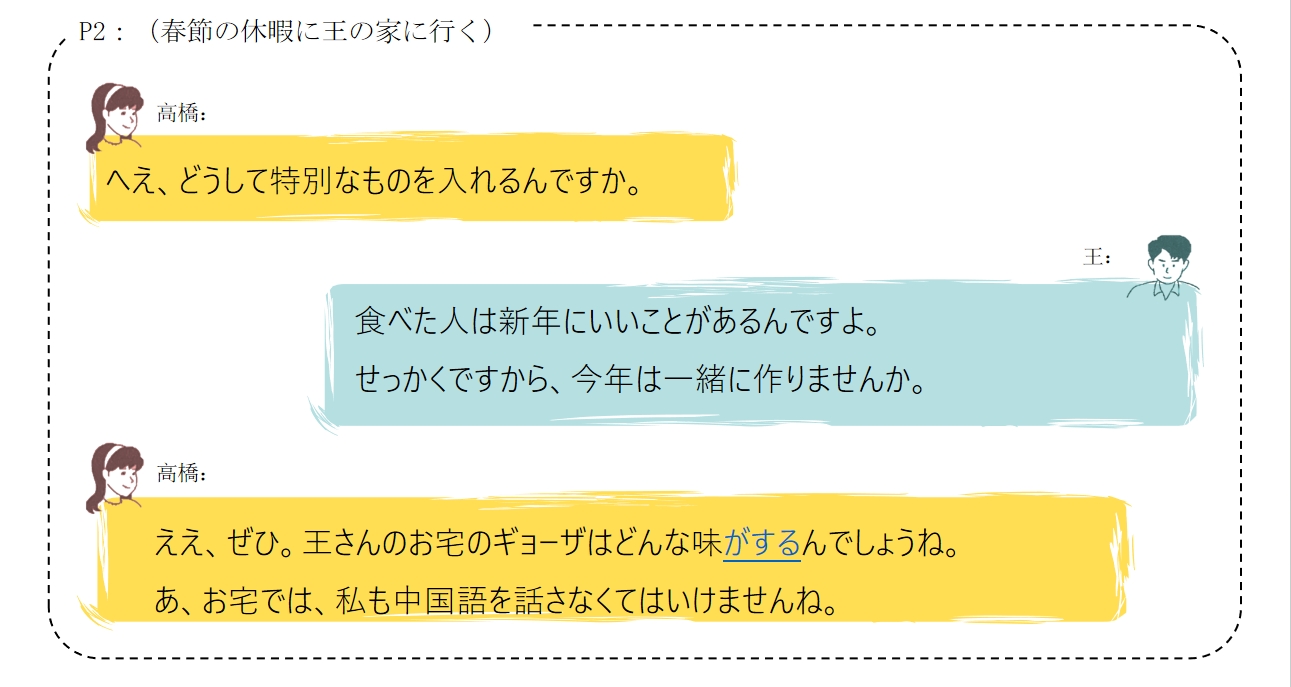 P2：（春節の休暇に王の家に行く）
高橋：
へえ、どうして特別なものを入れるんですか。
王：
食べた人は新年にいいことがあるんですよ。
せっかくですから、今年は一緒に作りませんか。
高橋：
ええ、ぜひ。王さんのお宅のギョーザはどんな味がするんでしょうね。
あ、お宅では、私も中国語を話さなくてはいけませんね。